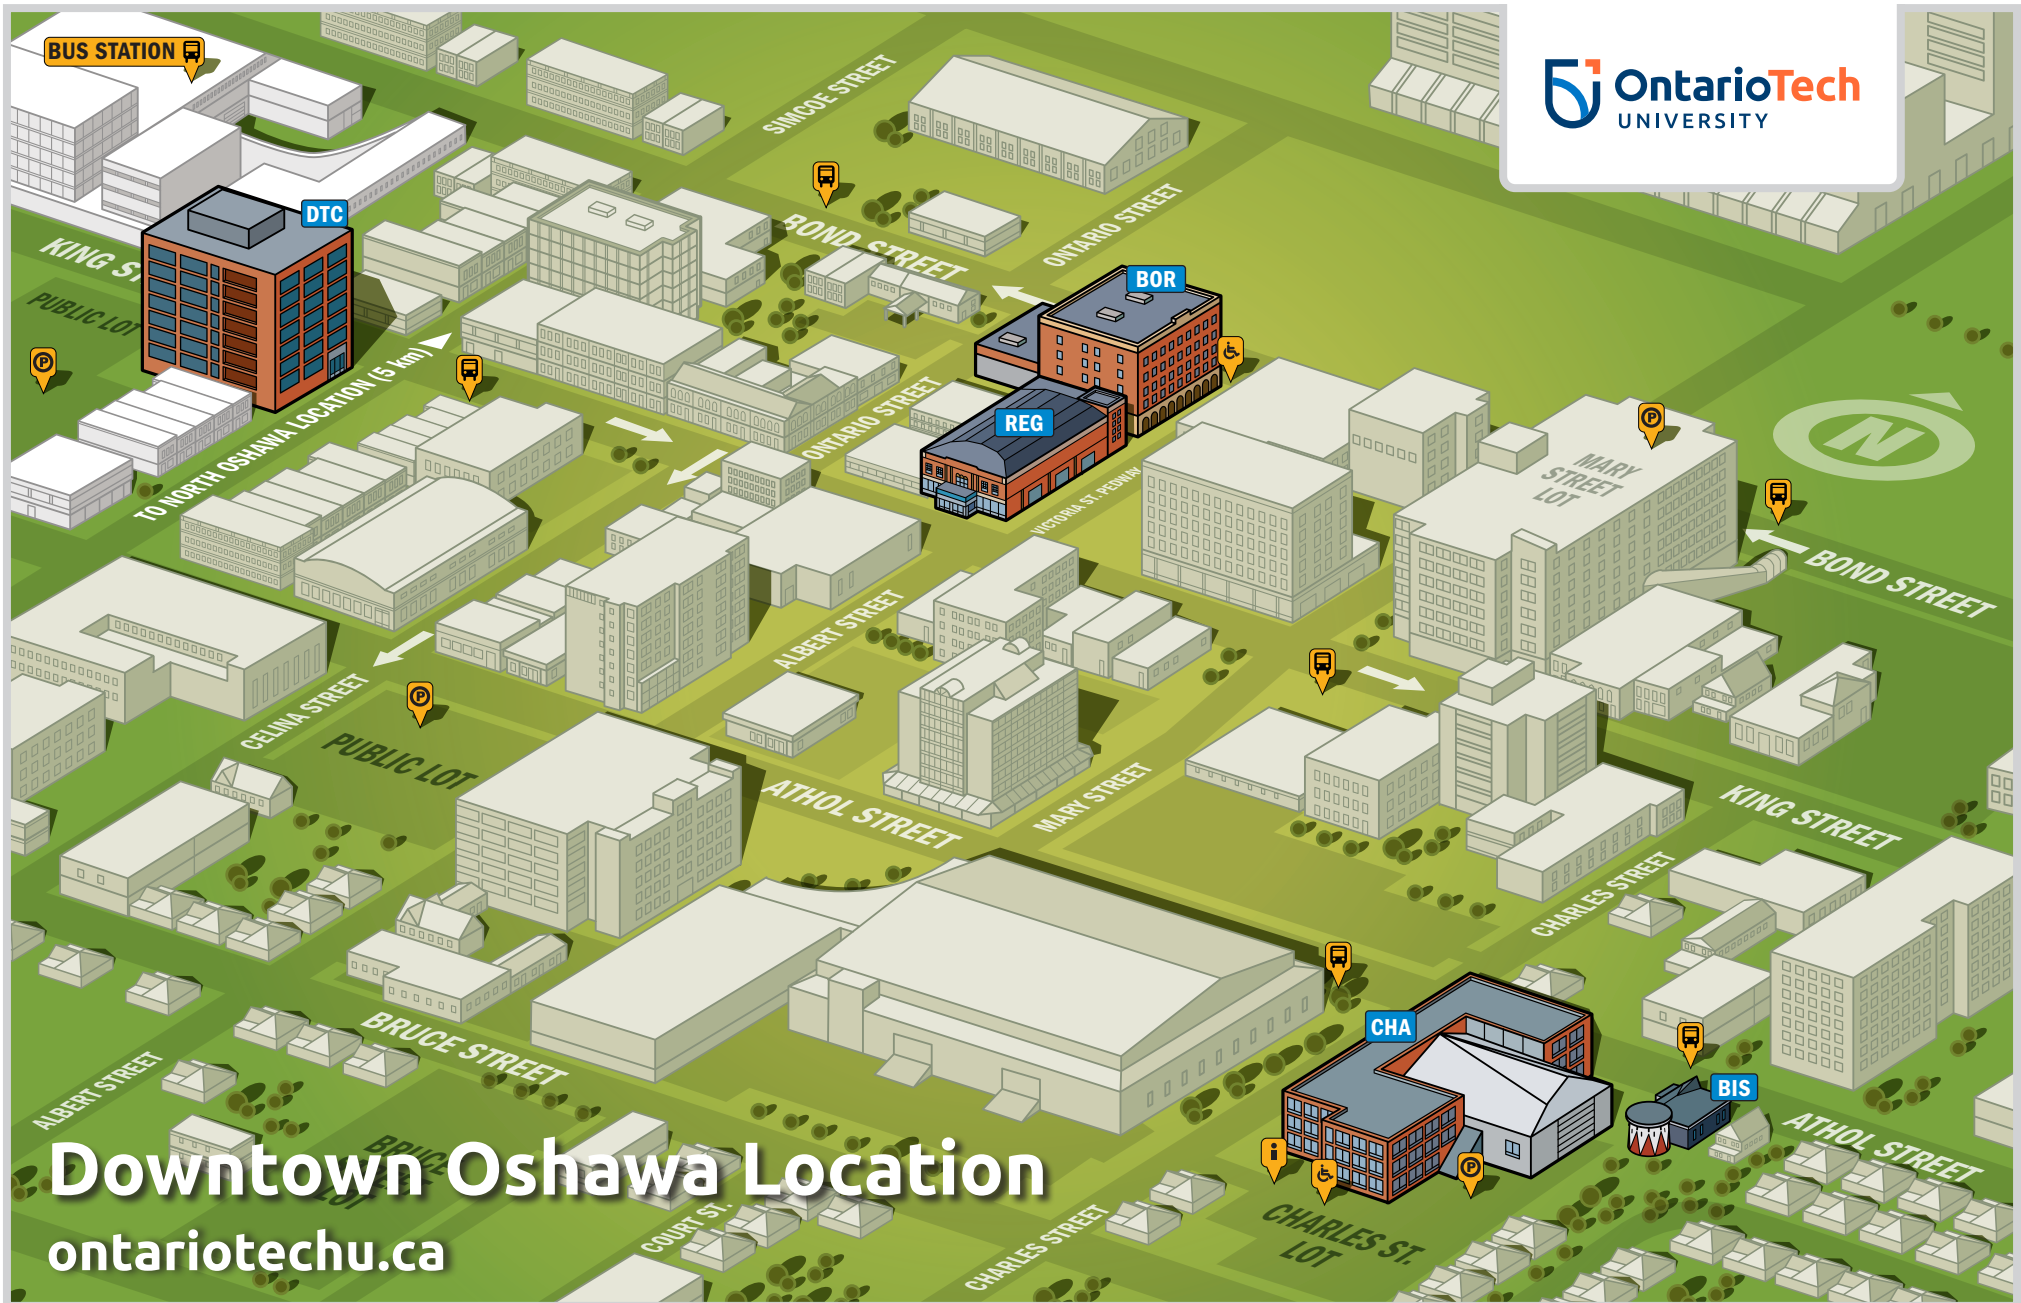 BUS STATION
OntarioTech
UNIVERSITY
SIMCOE STREET
DTC
KING S
PUBLIC LOT
BOND STREET
ONTARIO STREET
BOR
P
TO NORTH OSHAWA LOCATION (5 km)
ONTARIO STREET
REG
VICTORIA ST. PEDWAY
P
MARY
STREET
LOT
N
BOND STREET
ALBERT STREET
CELINA STREET
P
PUBLIC LOT
ATHOL STREET
MARY STREET
KING STREET
CHARLES STREET
BRUCE STREET
CHA
BIS
ATHOL STREET
ALBERT STREET
BRUCE
LOT
Downtown Oshawa Location
ontariotechu.ca
COURT ST.
CHARLES STREET
i
P
CHARLES ST.
LOT